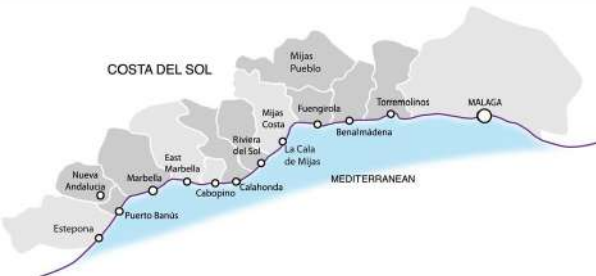 COSTA DEL SOL
Mijas
Pueblo
Fuengirola
Torremolinos
MALAGA
Benalmádena
Mijas
Costa
Riviera
del Sol
La Cala
de Mijas
MEDITERRANEAN
East
Marbella
Calahonda
Cabopino
Marbella
Nueva
Andalucia
Puerto Banús
Estepona